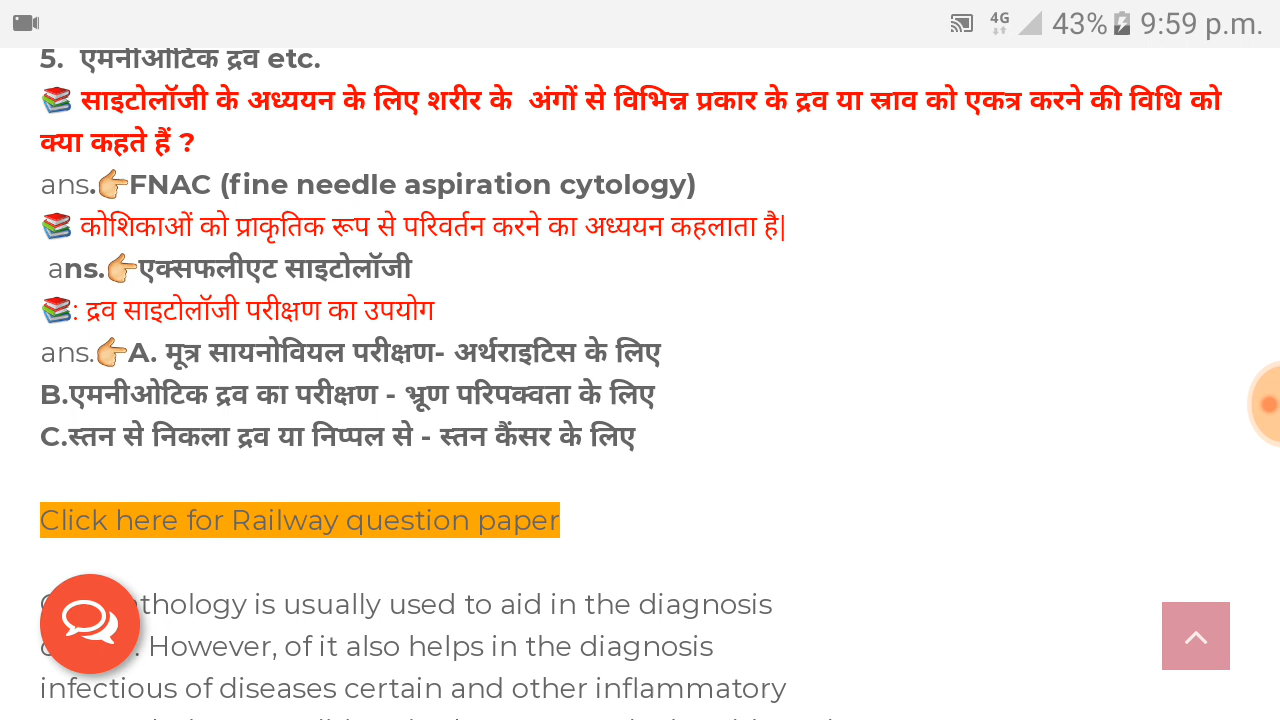 43% 9:59 p.m.
4G
5. एमनीओटिक द्रव etc.
📚 साइटोलॉजी के अध्ययन के लिए शरीर के अंगों से विभिन्न प्रकार के द्रव या स्राव को एकत्र करने की विधि को
क्या कहते हैं ?
ans.👉FNAC (fine needle aspiration cytology)
📚 कोशिकाओं को प्राकृतिक रूप से परिवर्तन करने का अध्ययन कहलाता है|
ans.👉एक्सफलीएट साइटोलॉजी
📚: द्रव साइटोलॉजी परीक्षण का उपयोग
ans.👉A. मूत्र सायनोवियल परीक्षण- अर्थराइटिस के लिए
B.एमनीओटिक द्रव का परीक्षण - भ्रूण परिपक्वता के लिए
C.स्तन से निकला द्रव या निप्पल से - स्तन कैंसर के लिए
Click here for Railway question paper
is usually used to aid in the diagnosis
However, of it also helps in the diagnosis
infectious of diseases certain and other inflammatory